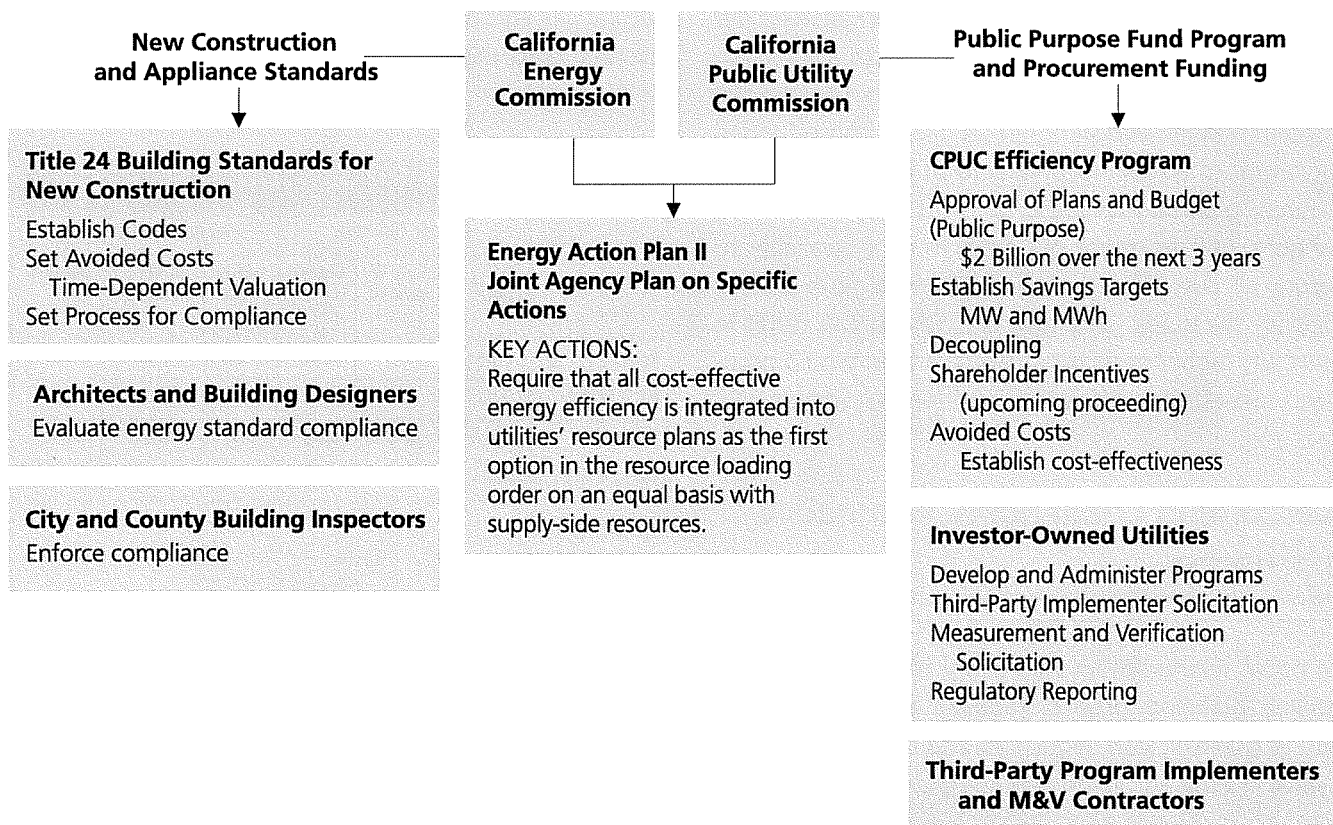 New Construction
and Appliance Standards
California
Energy
Commission
California
Public Utility
Commission
Public Purpose Fund Program
and Procurement Funding
Title 24 Building Standards for
New Construction
Establish Codes
Set Avoided Costs
Time-Dependent Valuation
Set Process for Compliance
Architects and Building Designers
Evaluate energy standard compliance
City and County Building Inspectors
Enforce compliance
Energy Action Plan II
Joint Agency Plan on Specific
Actions
KEY ACTIONS:
Require that all cost-effective
energy efficiency is integrated into
utilities’ resource plans as the first
option in the resource loading
order on an equal basis with
supply-side resources.
CPUC Efficiency Program
Approval of Plans and Budget
(Public Purpose)
$2 Billion over the next 3 years
Establish Savings Targets
MW and MWh
Decoupling
Shareholder Incentives
(upcoming proceeding)
Avoided Costs
Establish cost-effectiveness
Investor-Owned Utilities
Develop and Administer Programs
Third-Party Implementer Solicitation
Measurement and Verification
Solicitation
Regulatory Reporting
Third-Party Program Implementers
and M&V Contractors